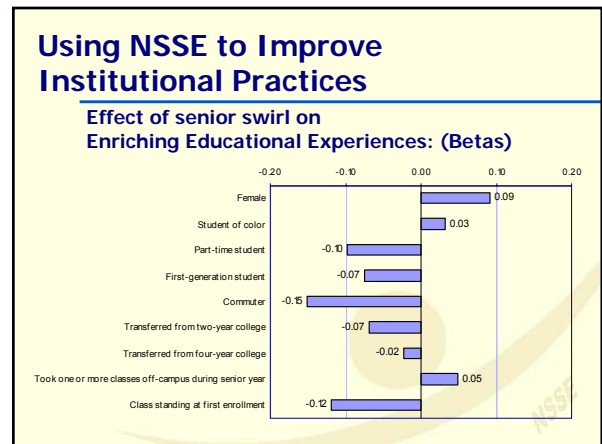 Using NSSE to Improve
Institutional Practices
Effect of senior swirl on
Enriching Educational Experiences: (Betas)
-0.20 -0.10 0.00 0.10 0.20
Female 0.09
Student of color 0.03
Part-time student -0.10
First-generation student -0.07
Commuter -0.15
Transferred from two-year college -0.07
Transferred from four-year college -0.02
Took one or more classes off-campus during senior year 0.05
Class standing at first enrollment -0.12
NSSE